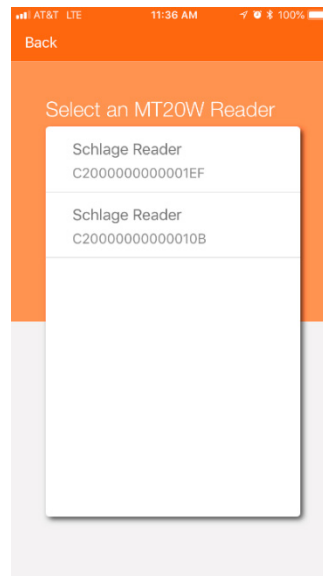 AT&T LTE 11:36 AM 100%
Back
Select an MT20W Reader
Schlage Reader
C2000000000001EF
Schlage Reader
C20000000000010B